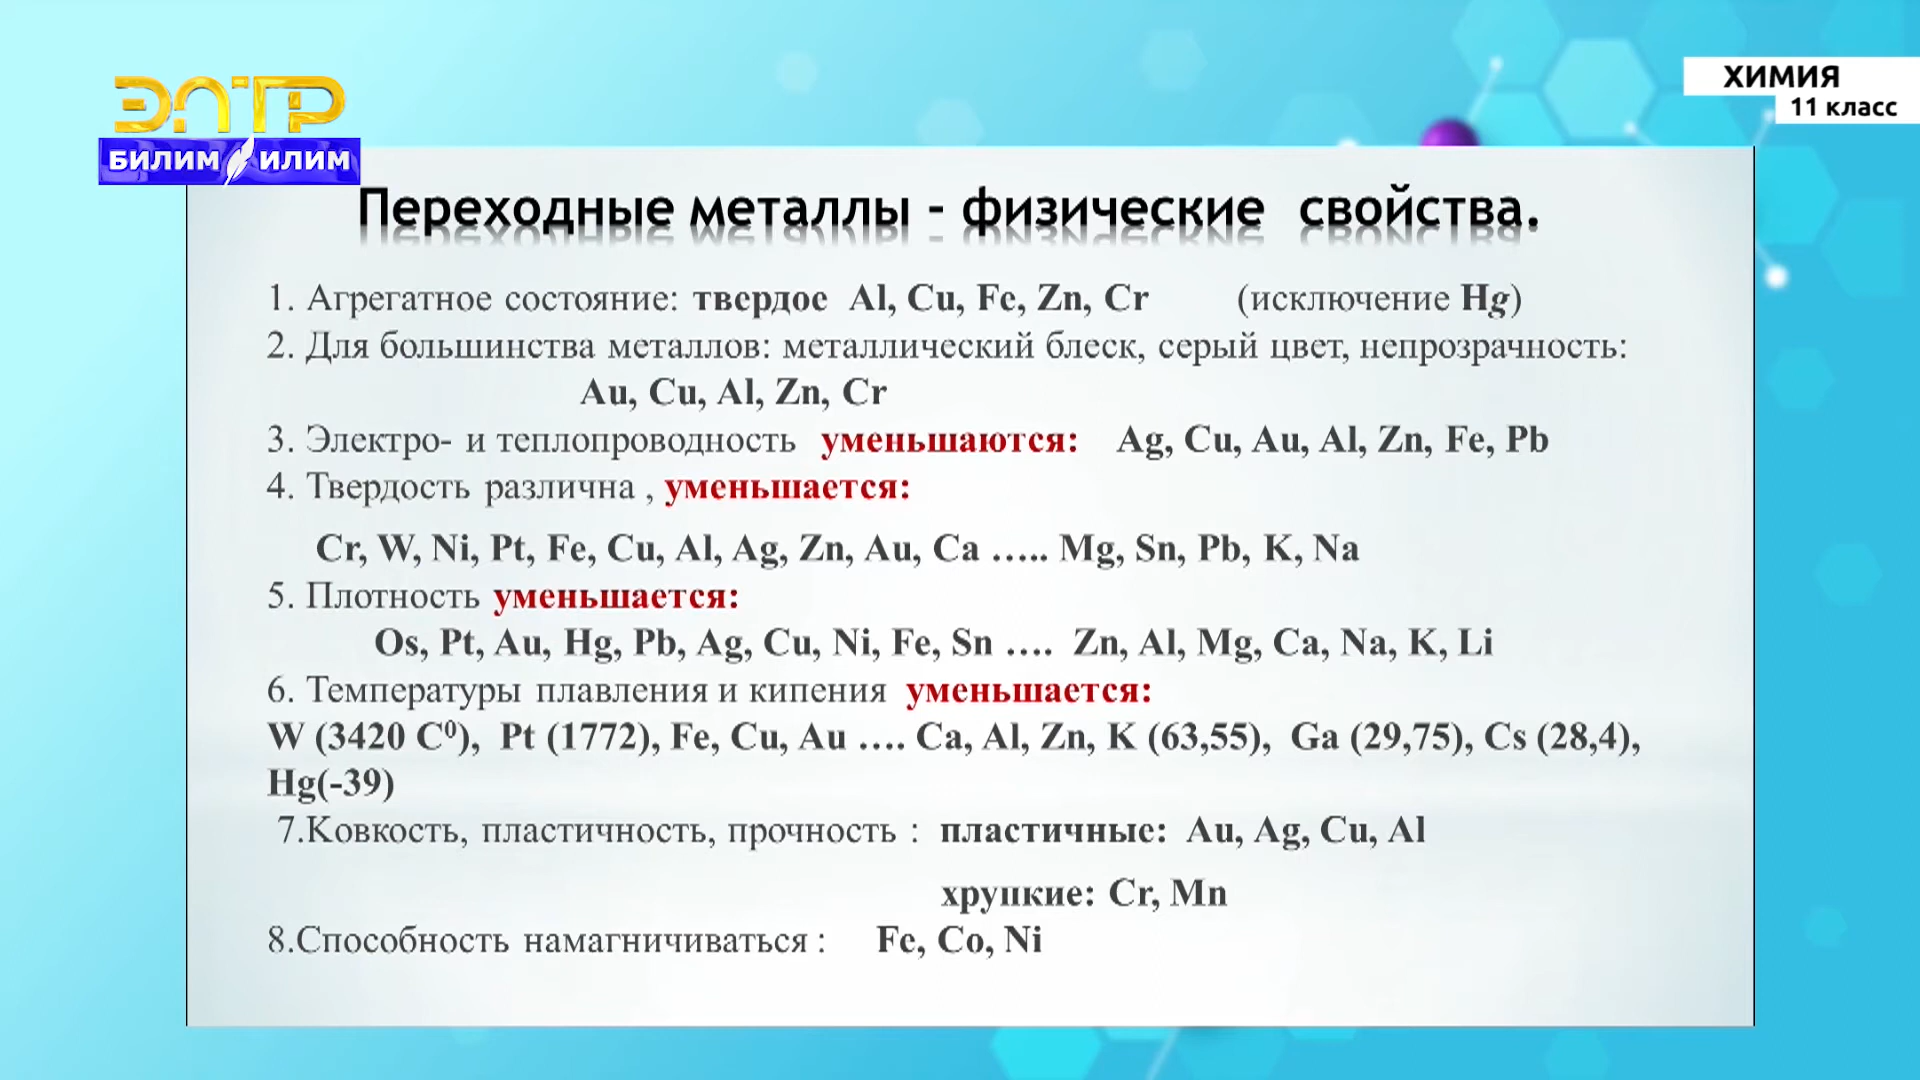 ЭЛТР
БИЛИМ ИЛИМ
ХИМИЯ
11 класс
Переходные металлы - физические свойства.
1. Агрегатное состояние: твердое Al, Cu, Fe, Zn, Cr (исключение Hg)
2. Для большинства металлов: металлический блеск, серый цвет, непрозрачность:
Au, Cu, Al, Zn, Cr
3. Электро- и теплопроводность уменьшаются: Ag, Cu, Au, Al, Zn, Fe, Pb
4. Твердость различна , уменьшается:
Cr, W, Ni, Pt, Fe, Cu, Al, Ag, Zn, Au, Ca ….. Mg, Sn, Pb, K, Na
5. Плотность уменьшается:
Os, Pt, Au, Hg, Pb, Ag, Cu, Ni, Fe, Sn …. Zn, Al, Mg, Ca, Na, K, Li
6. Температуры плавления и кипения уменьшается:
W (3420 C⁰), Pt (1772), Fe, Cu, Au …. Ca, Al, Zn, K (63,55), Ga (29,75), Cs (28,4),
Hg(-39)
7.Ковкость, пластичность, прочность : пластичные: Au, Ag, Cu, Al
хрупкие: Cr, Mn
8.Способность намагничиваться : Fe, Co, Ni